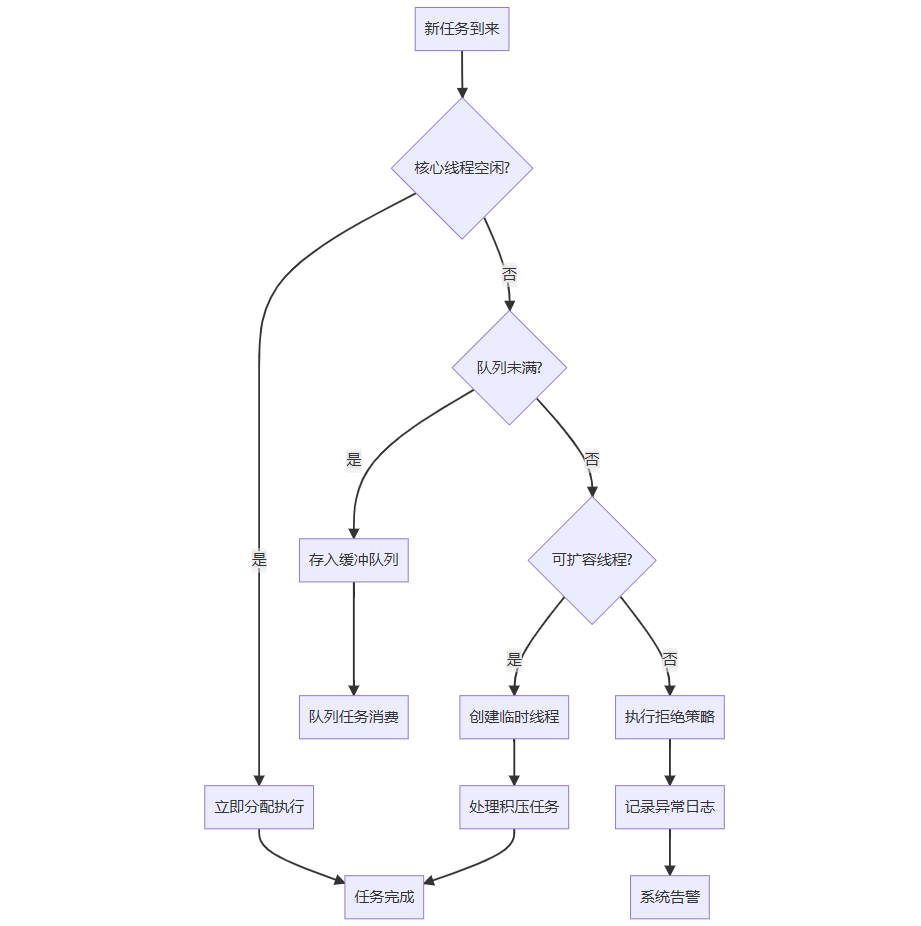 新任务到来
核心线程空闲?
否
队列未满?
是
否
是
存入缓冲队列
可扩容线程?
是
否
队列任务消费
创建临时线程
执行拒绝策略
立即分配执行
处理积压任务
记录异常日志
任务完成
系统告警